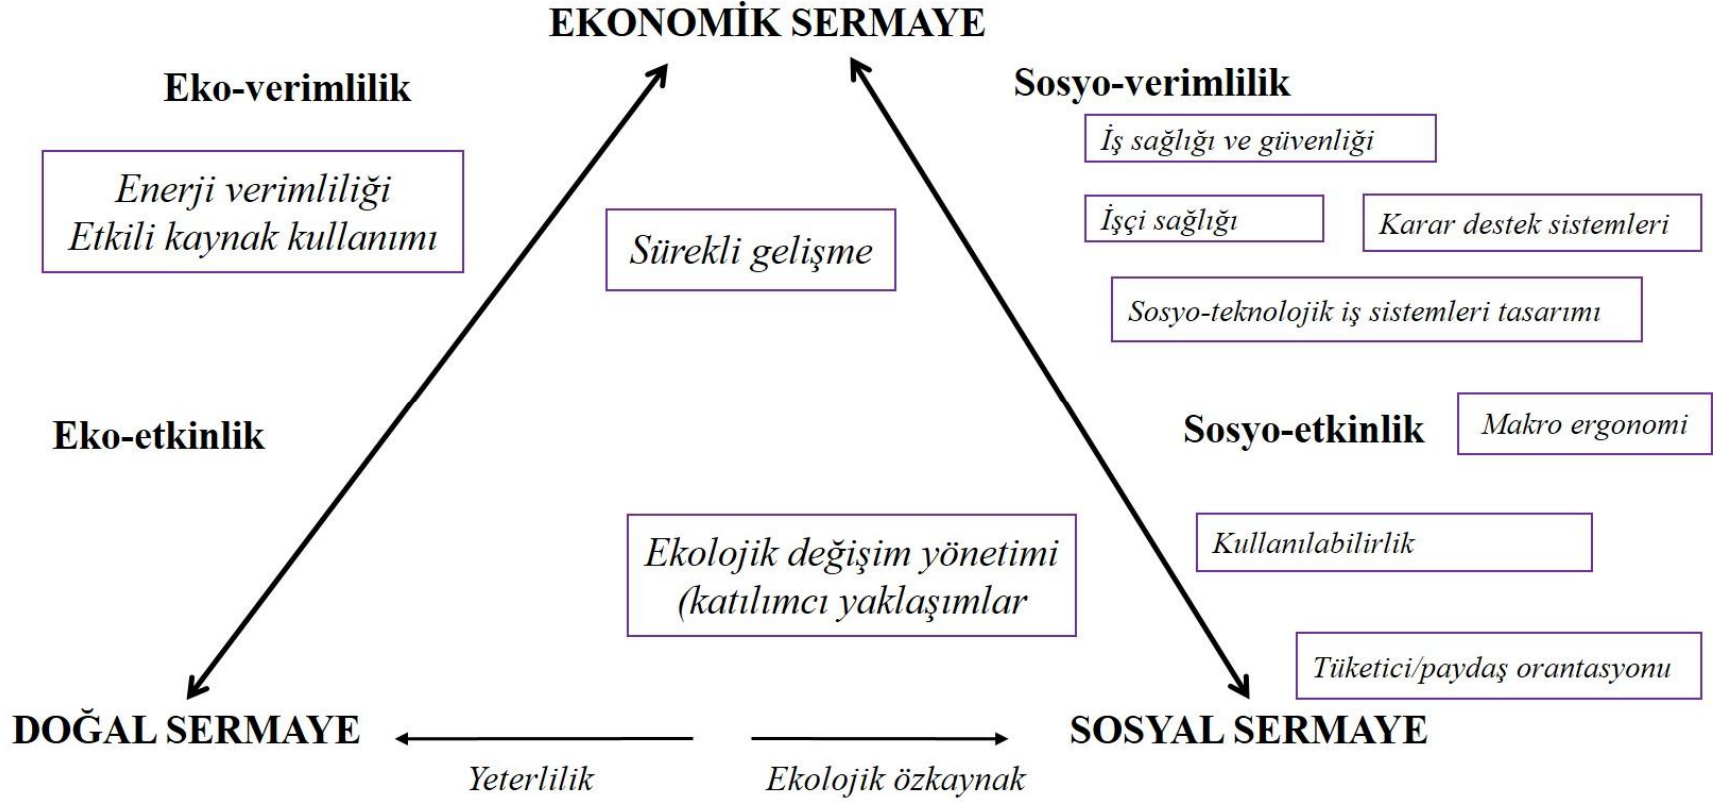 EKONOMİK SERMAYE
Eko-verimlilik
Sosyo-verimlilik
İş sağlığı ve güvenliği
Enerji verimliliği
Etkili kaynak kullanımı
Sürekli gelişme
İşçi sağlığı
Karar destek sistemleri
Sosyo-teknolojik iş sistemleri tasarımı
Eko-etkinlik
Sosyo-etkinlik
Makro ergonomi
Ekolojik değişim yönetimi
(katılımcı yaklaşımlar
Kullanılabilirlik
Tüketici/paydaş orantasyonu
DOĞAL SERMAYE
SOSYAL SERMAYE
Yeterlilik
Ekolojik özkaynak